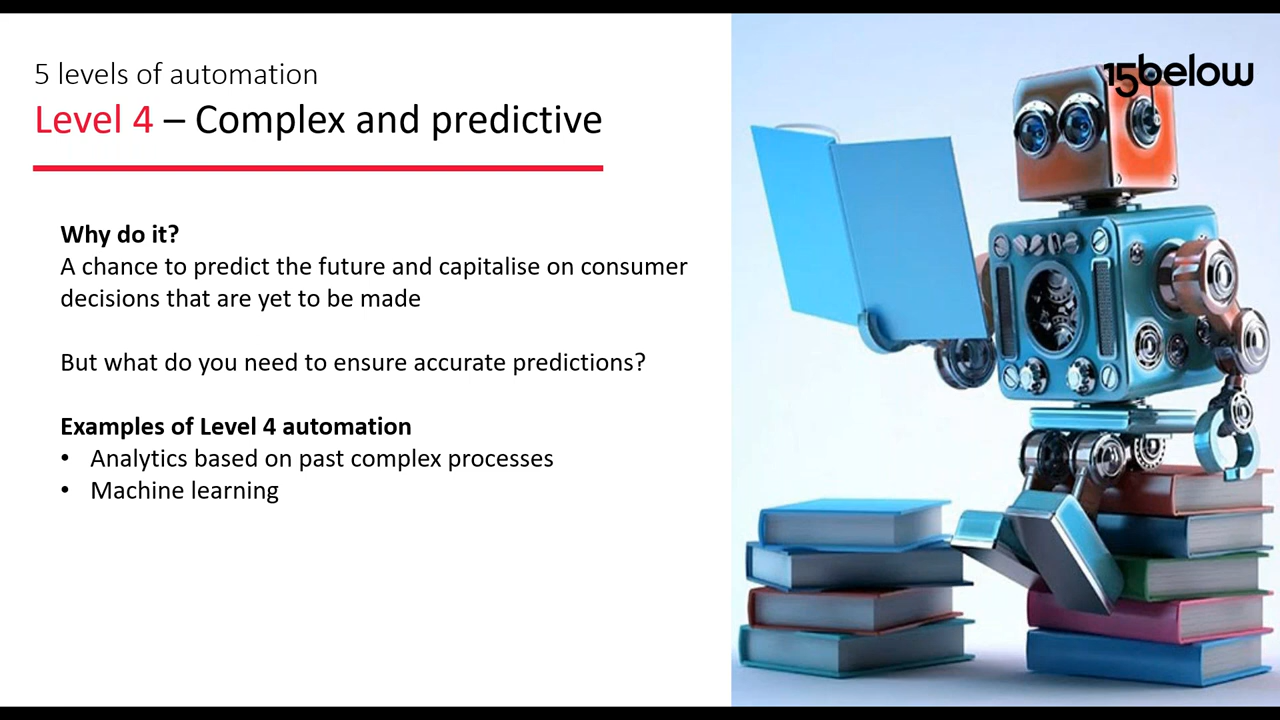 5 levels of automation
Level 4 – Complex and predictive
15below
Why do it?
A chance to predict the future and capitalise on consumer
decisions that are yet to be made
But what do you need to ensure accurate predictions?
Examples of Level 4 automation
• Analytics based on past complex processes
• Machine learning